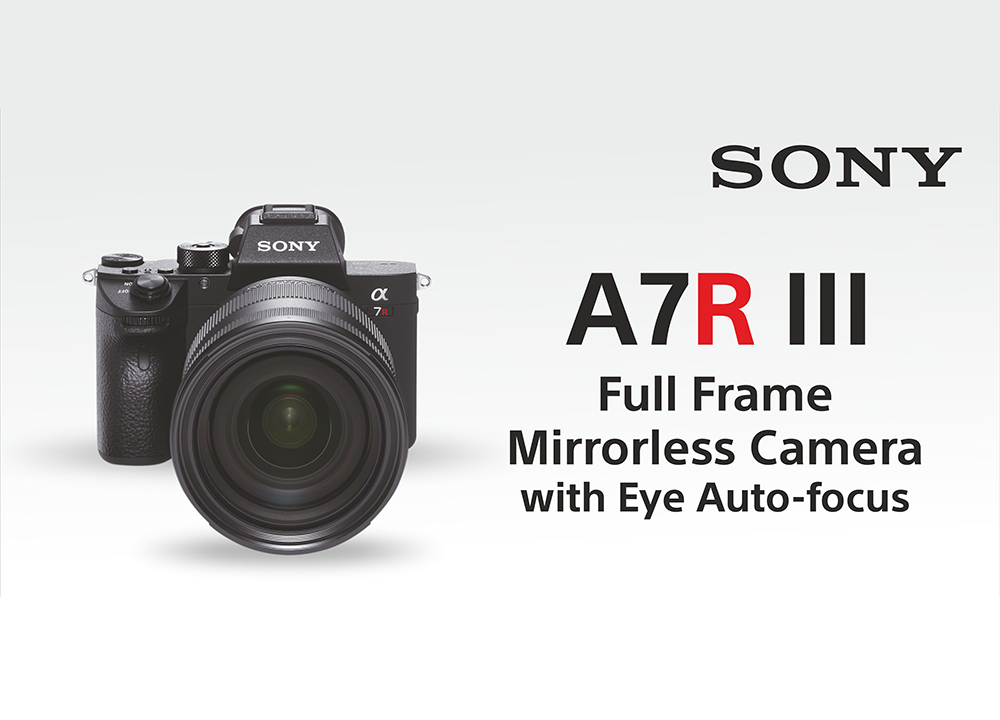 SONY
SONY
α
7R
A7R III
Full Frame
Mirrorless Camera
with Eye Auto-focus